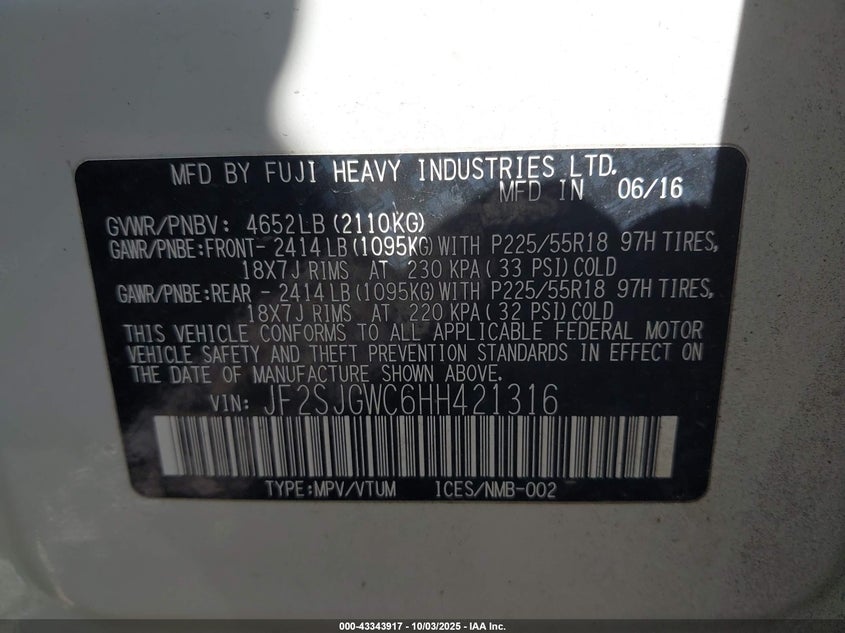 MFD BY FUJI HEAVY INDUSTRIES LTD.
MFD IN 06/16
GVWR/PNBV: 4652LB (2110KG)
GAWR/PNBE:FRONT- 2414LB (1095KG) WITH P225/55R18 97H TIRES,
18X7J RIMS AT 230 KPA ( 33 PSI) COLD
GAWR/PNBE:REAR - 2414LB (1095KG) WITH P225/55R18 97H TIRES,
18X7J RIMS AT 220 KPA ( 32 PSI) COLD
THIS VEHICLE CONFORMS TO ALL APPLICABLE FEDERAL MOTOR
VEHICLE SAFETY AND THEFT PREVENTION STANDARDS IN EFFECT ON
THE DATE OF MANUFACTURE SHOWN ABOVE.
VIN: JF2SJGWC6HH421316
TYPE:MPV/VTUM ICES/NMB-002
000-43343917 - 10/03/2025 - IAA Inc.